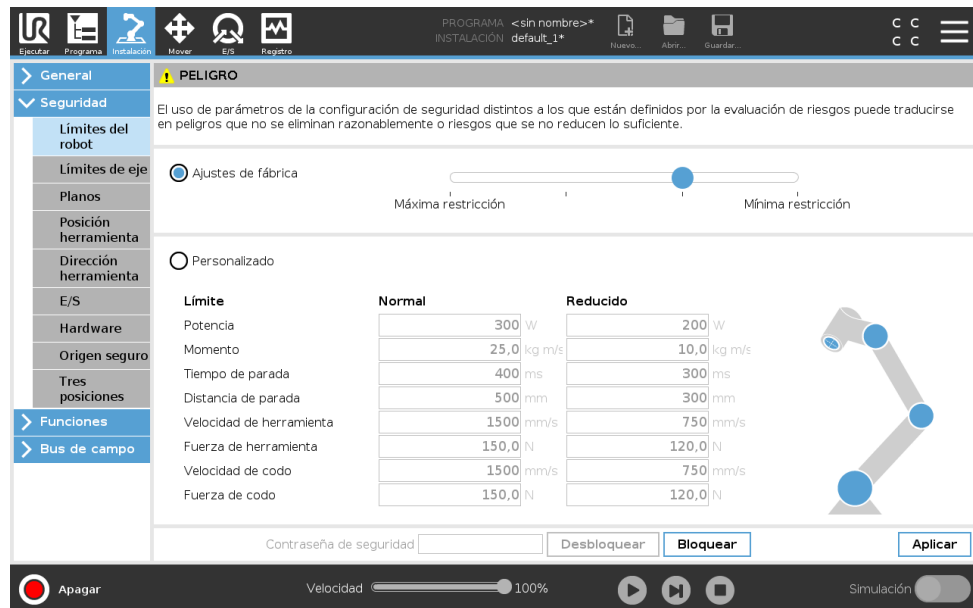 UR
PROGRAMA <sin nombre>*
INSTALACIÓN default_1*
Ejecutar Programa Instalación Mover E/S Registro
Nuevo... Abrir... Guardar...
C C
C C
General
Seguridad
Límites del
robot
Límites de eje
Planos
Posición
herramienta
Dirección
herramienta
E/S
Hardware
Origen seguro
Tres
posiciones
Funciones
Bus de campo
PELIGRO
El uso de parámetros de la configuración de seguridad distintos a los que están definidos por la evaluación de riesgos puede traducirse
en peligros que no se eliminan razonablemente o riesgos que se no reducen lo suficiente.
Ajustes de fábrica
Máxima restricción Mínima restricción
Personalizado
Límite Normal Reducido
Potencia 300 W 200 W
Momento 25,0 kg m/s 10,0 kg m/s
Tiempo de parada 400 ms 300 ms
Distancia de parada 500 mm 300 mm
Velocidad de herramienta 1500 mm/s 750 mm/s
Fuerza de herramienta 150,0 N 120,0 N
Velocidad de codo 1500 mm/s 750 mm/s
Fuerza de codo 150,0 N 120,0 N
Contraseña de seguridad Desbloquear Bloquear Aplicar
Apagar Velocidad 100% Simulación